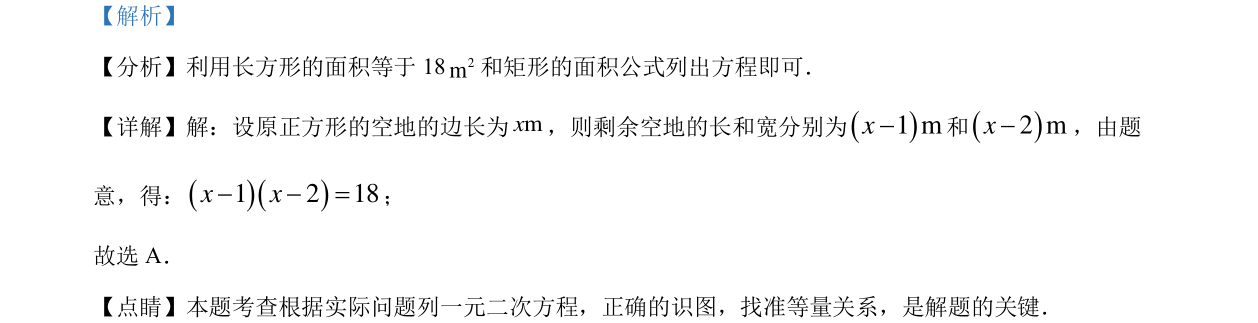 【解析】
【分析】利用长方形的面积等于 18 m² 和矩形的面积公式列出方程即可．
【详解】解：设原正方形的空地的边长为 xm，则剩余空地的长和宽分别为(x−1)m 和(x−2)m，由题
意，得：(x−1)(x−2)=18；
故选 A．
【点睛】本题考查根据实际问题列一元二次方程，正确的识图，找准等量关系，是解题的关键．